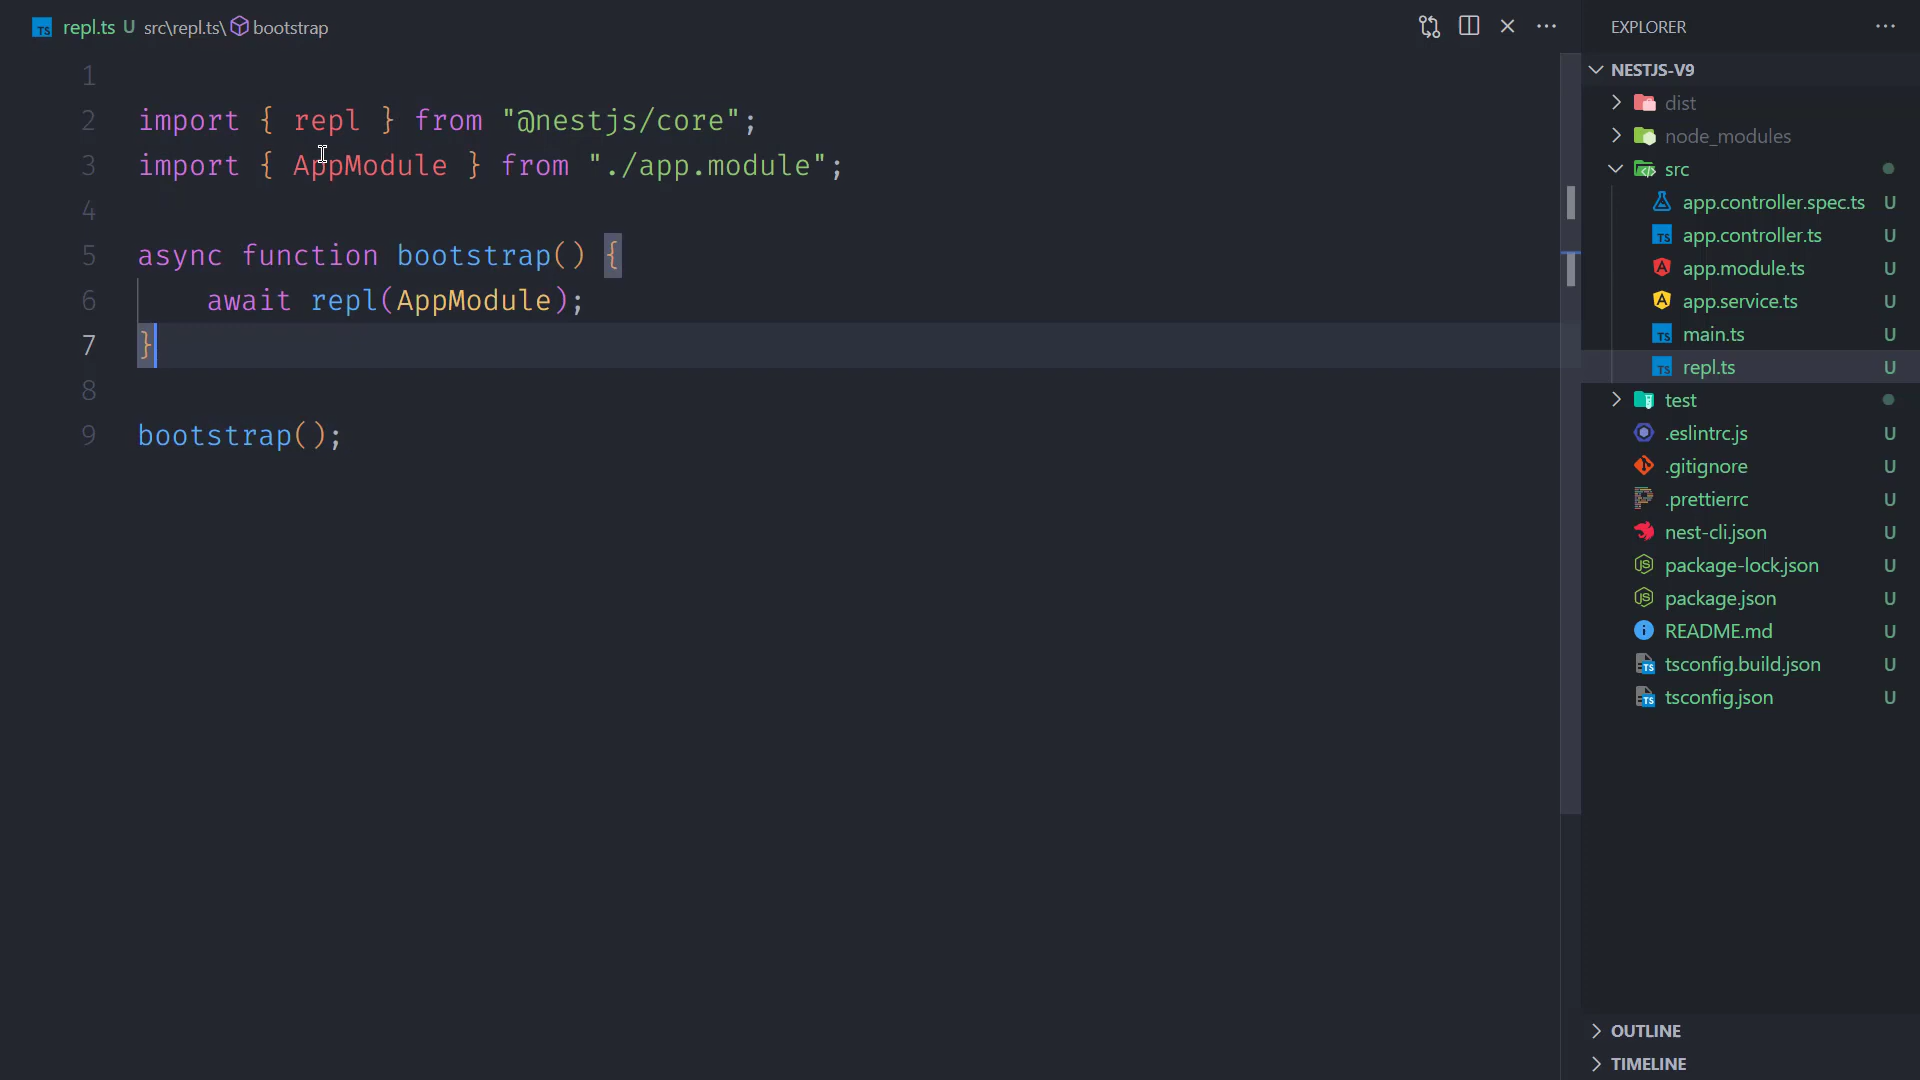 repl.ts U src\repl.ts\ bootstrap
1
2 import { repl } from "@nestjs/core";
3 import { AppModule } from "./app.module";
4
5 async function bootstrap() {
6 await repl(AppModule);
7 }
8
9 bootstrap();
EXPLORER
NESTJS-V9
dist
node_modules
src
app.controller.spec.ts U
app.controller.ts U
app.module.ts U
app.service.ts U
main.ts U
repl.ts U
test
.eslintrc.js U
.gitignore U
.prettierrc U
nest-cli.json U
package-lock.json U
package.json U
README.md U
tsconfig.build.json U
tsconfig.json U
OUTLINE
TIMELINE